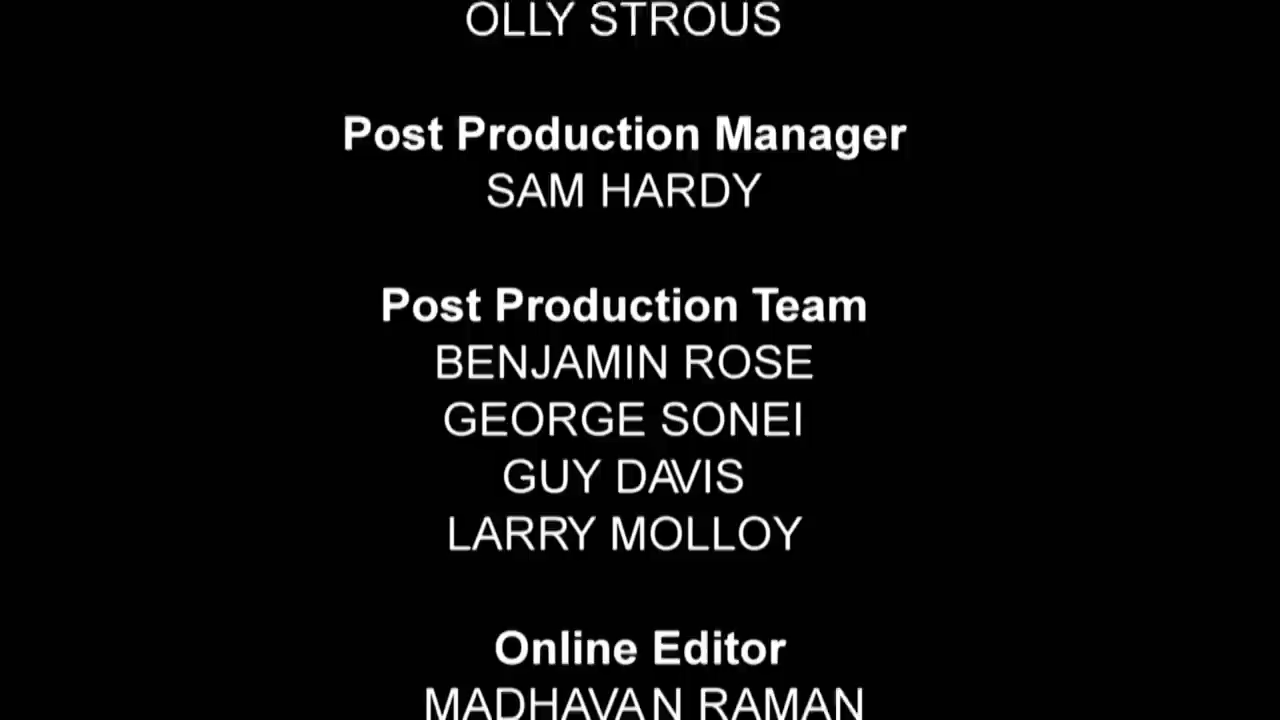 OLLY STROUS
Post Production Manager
SAM HARDY
Post Production Team
BENJAMIN ROSE
GEORGE SONEI
GUY DAVIS
LARRY MOLLOY
Online Editor
MADHAVAN RAMAN